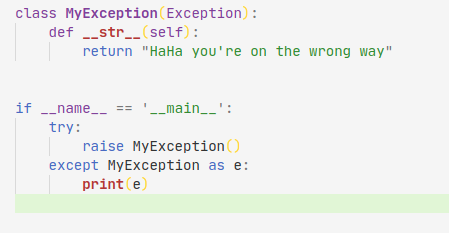 class MyException(Exception):
    def __str__(self):
        return "HaHa you're on the wrong way"
if __name__ == '__main__':
    try:
        raise MyException()
    except MyException as e:
        print(e)